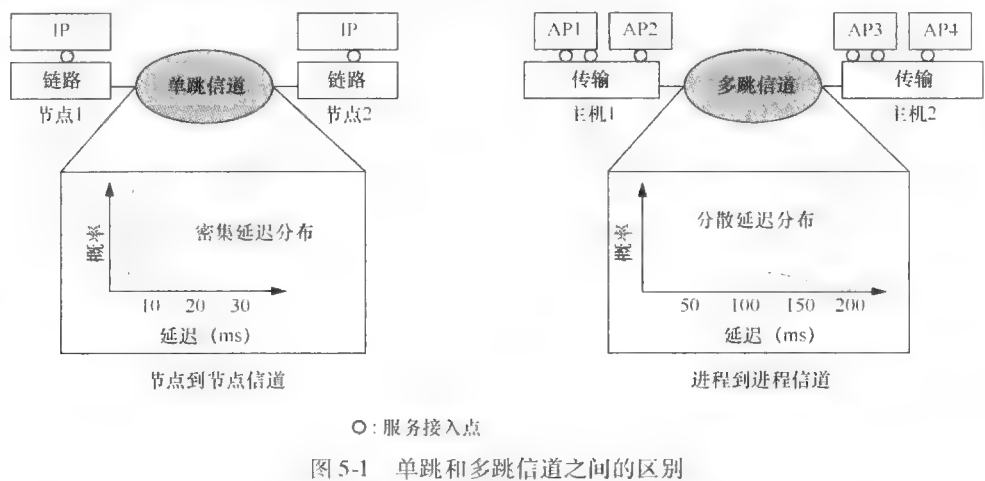 IP IP AP1 AP2 AP3 AP4
链路 单跳信道 链路 传输 多跳信道 传输
节点1 节点2 主机1 主机2
概率 密集延迟分布 概率 分散延迟分布
10 20 30 50 100 150 200
延迟（ms） 延迟（ms）
节点到节点信道 进程到进程信道
○：服务接入点
图 5-1 单跳和多跳信道之间的区别